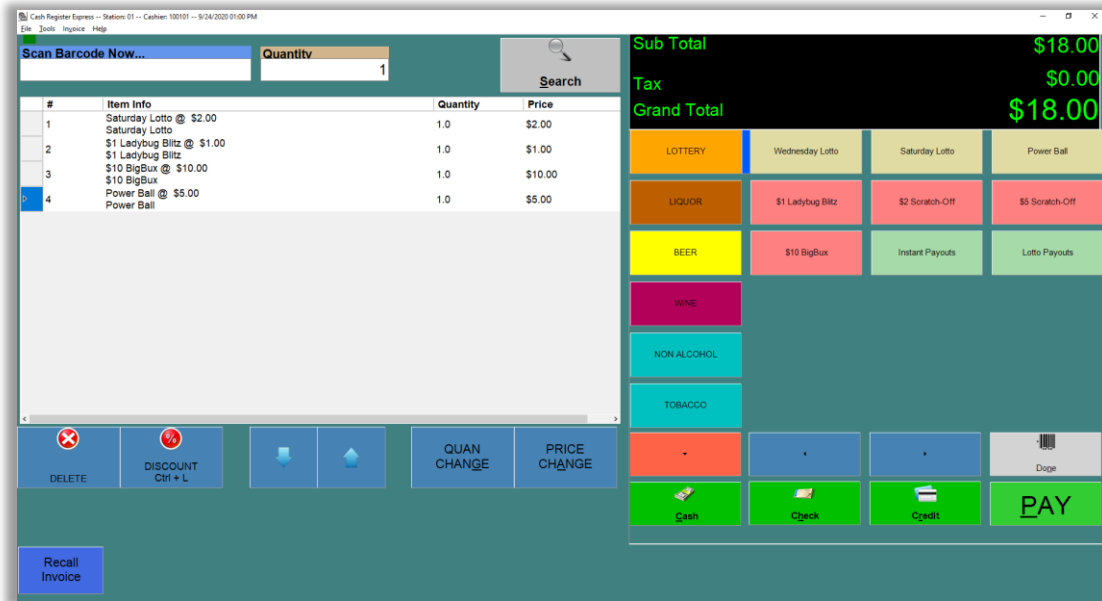 Cash Register Express -- Station: 01 -- Cashier: 100101 -- 9/24/2020 01:00 PM
File Tools Invoice Help
Scan Barcode Now...
Quantity
1
Search
Sub Total $18.00
Tax $0.00
Grand Total $18.00
# Item Info Quantity Price
1 Saturday Lotto @ $2.00 1.0 $2.00
Saturday Lotto
2 $1 Ladybug Blitz @ $1.00 1.0 $1.00
$1 Ladybug Blitz
3 $10 BigBux @ $10.00 1.0 $10.00
$10 BigBux
4 Power Ball @ $5.00 1.0 $5.00
Power Ball
LOTTERY Wednesday Lotto Saturday Lotto Power Ball
LIQUOR $1 Ladybug Blitz $2 Scratch-Off $5 Scratch-Off
BEER $10 BigBux Instant Payouts Lotto Payouts
WINE
NON ALCOHOL
TOBACCO
DELETE
DISCOUNT
Ctrl + L
QUAN
CHANGE
PRICE
CHANGE
Done
Cash Check Credit PAY
Recall
Invoice